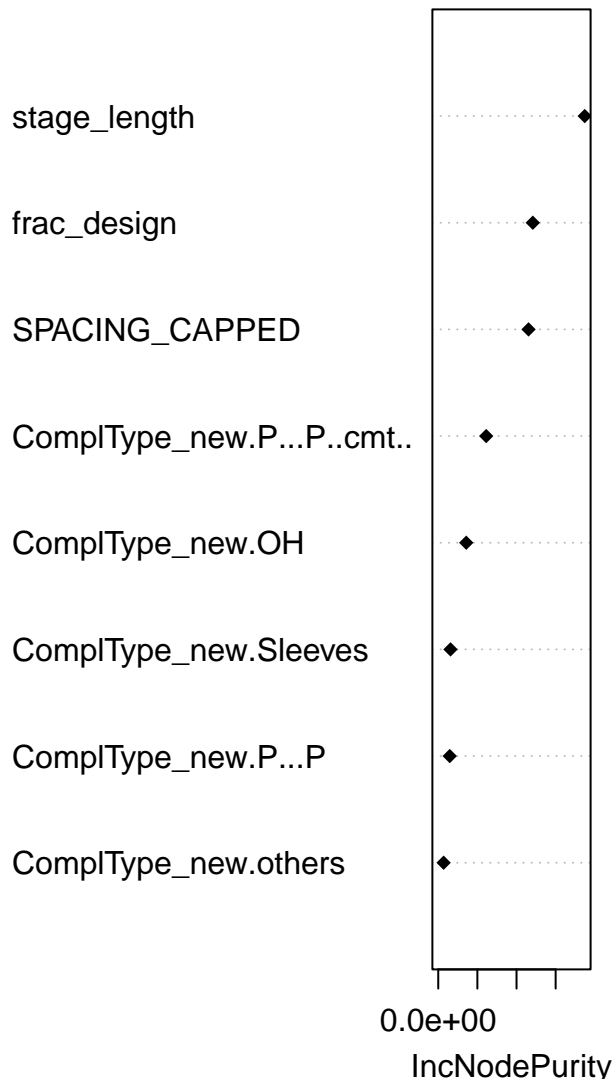 stage_length
frac_design
SPACING_CAPPED
ComplType_new.P...P..cmt..
ComplType_new.OH
ComplType_new.Sleeves
ComplType_new.P...P
ComplType_new.others
0.0e+00
IncNodePurity